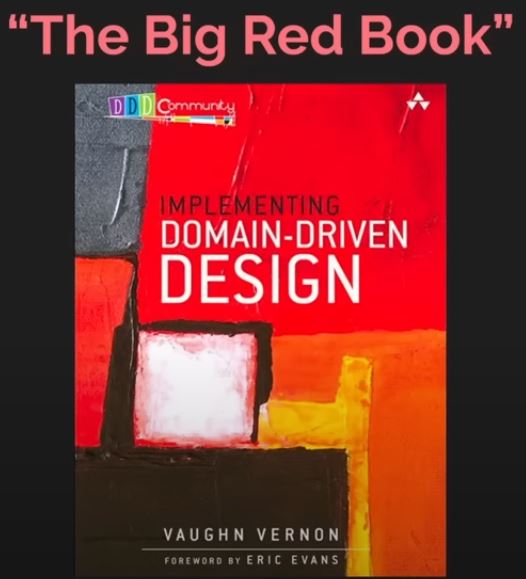 “The Big Red Book”
DDD Community
IMPLEMENTING
DOMAIN-DRIVEN
DESIGN
VAUGHN VERNON
FOREWORD BY ERIC EVANS